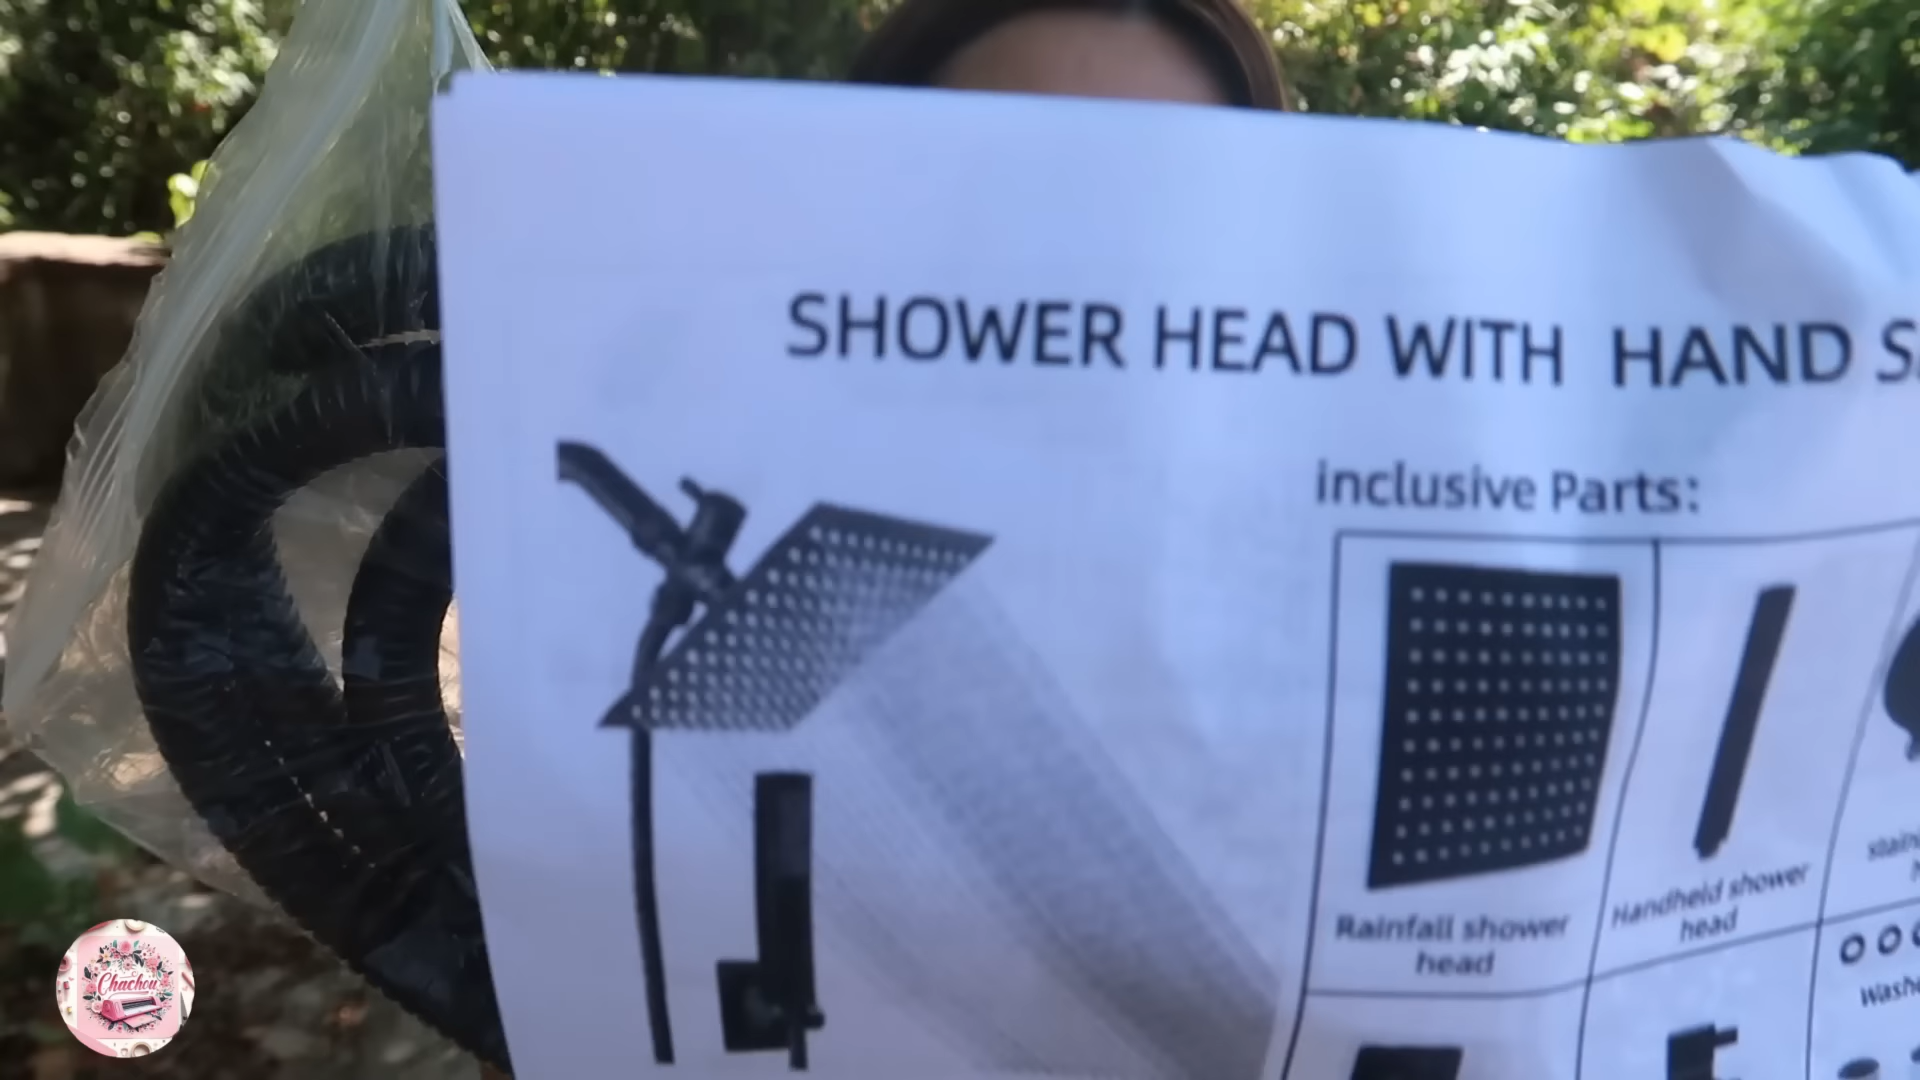 SHOWER HEAD WITH HAND
inclusive Parts:
Rainfall shower
head
Handheld shower
head
Chachou